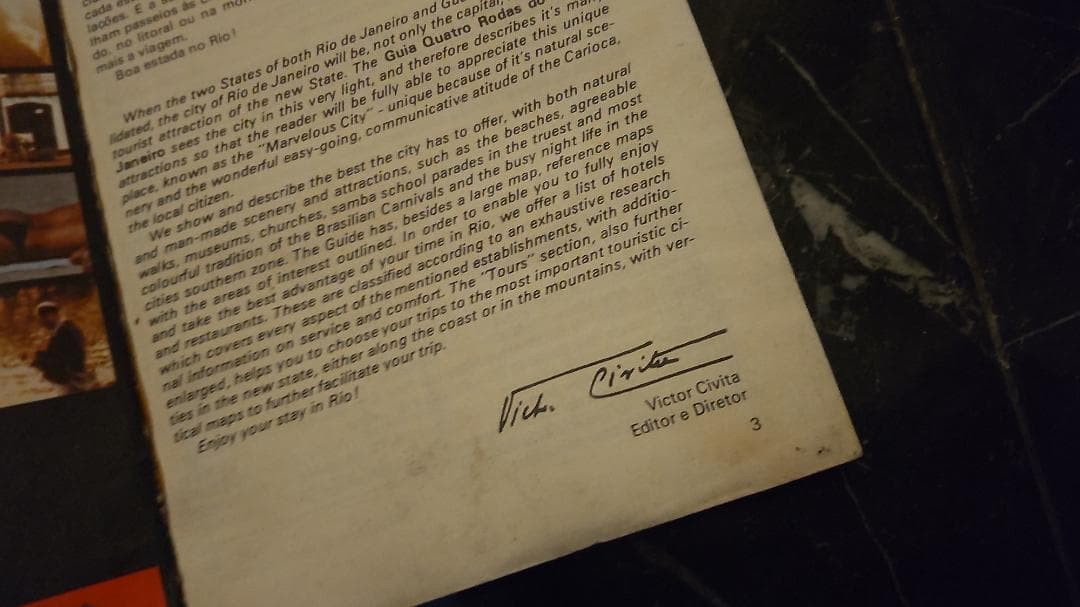 cada
lações. E a
lham passeios às
do, no litoral ou na
mais a viagem.
Boa estada no Rio!
When the two States of both Rio de Janeiro and
lidated, the city of Rio de Janeiro will be, not only the capital,
tourist attraction of the new State. The Guia Quatro Rodas do
Janeiro sees the city in this very light, and therefore describes it's many
attractions so that the reader will be fully able to appreciate this unique
place, known as the "Marvelous City" - unique because of it's natural sce-
nery and the wonderful easy-going, communicative atitude of the Carioca,
the local citizen.
We show and describe the best the city has to offer, with both natural
and man-made scenery and attractions, such as the beaches, agreeable
walks, museums, churches, samba school parades in the truest and most
colourful tradition of the Brasilian Carnivals and the busy night life in the
cities southern zone. The Guide has, besides a large map, reference maps
with the areas of interest outlined. In order to enable you to fully enjoy
and take the best advantage of your time in Rio, we offer a list of hotels
and restaurants. These are classified according to an exhaustive research
which covers every aspect of the mentioned establishments, with additio-
nal information on service and comfort. The "Tours" section, also further
enlarged, helps you to choose your trips to the most important touristic ci-
ties in the new state, either along the coast or in the mountains, with ver-
tical maps to further facilitate your trip.
Enjoy your stay in Rio!
Vict. Civita
Victor Civita
Editor e Diretor
3